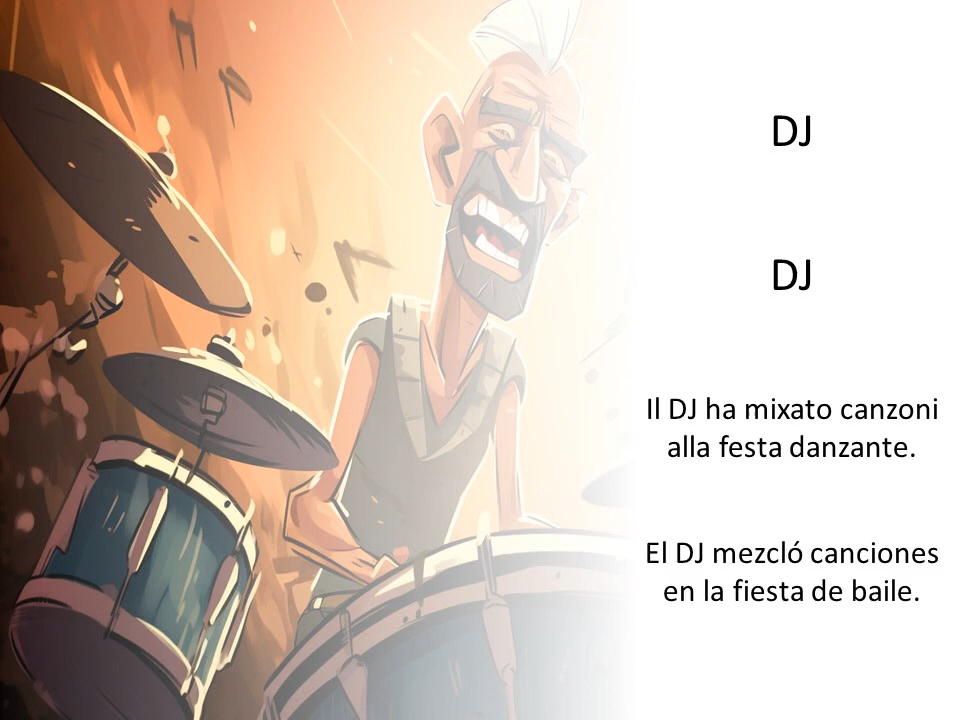 DJ
DJ
Il DJ ha mixato canzoni
alla festa danzante.
El DJ mezcló canciones
en la fiesta de baile.